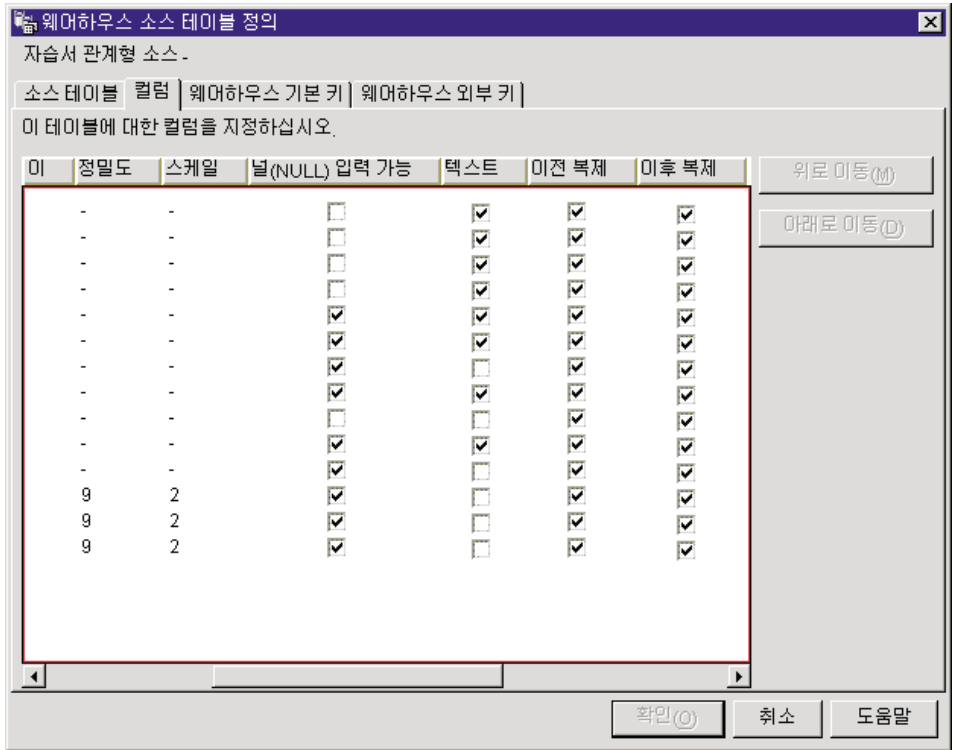 웨어하우스 소스 테이블 정의
자습서 관계형 소스 -
소스 테이블 컬럼 웨어하우스 기본 키 웨어하우스 외부 키
이 테이블에 대한 컬럼을 지정하십시오.
이 정밀도 스케일 널(NULL) 입력 가능 텍스트 이전 복제 이후 복제
위로 이동(M)
아래로 이동(D)
- -
- -
- -
- -
- -
- -
- -
- -
- -
- -
- -
9 2
9 2
9 2
확인(O) 취소 도움말